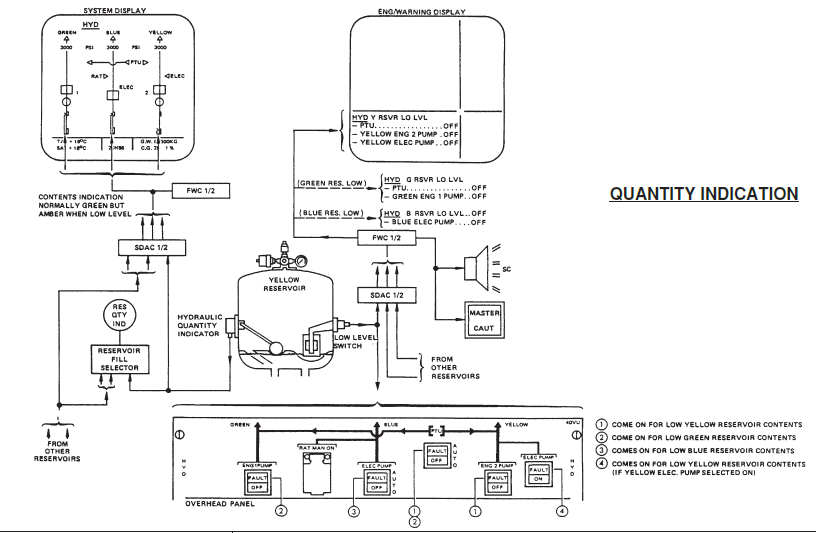 SYSTEM DISPLAY
HYD
GREEN BLUE YELLOW
3000 PSI 3000 PSI 3000
PTU
RAT ELEC
ELEC
1 2
CONTENTS INDICATION
NORMALLY GREEN BUT
AMBER WHEN LOW LEVEL
FWC 1/2
SDAC 1/2
RES
QTY
IND
RESERVOIR
FILL
SELECTOR
FROM
OTHER
RESERVOIRS
HYDRAULIC
QUANTITY
INDICATOR
YELLOW
RESERVOIR
LOW LEVEL
SWITCH
ENG/WARNING DISPLAY
HYD Y RSVR LO LVL
- PTU................OFF
- YELLOW ENG 2 PUMP .OFF
- YELLOW ELEC PUMP..OFF
(GREEN RES. LOW)
HYD G RSVR LO LVL
- PTU...............OFF
- GREEN ENG 1 PUMP..OFF
(BLUE RES. LOW)
HYD B RSVR LO LVL...OFF
- BLUE ELEC PUMP....OFF
FWC 1/2
SDAC 1/2
SC
MASTER
CAUT
FROM
OTHER
RESERVOIRS
QUANTITY INDICATION
GREEN BLUE YELLOW 40VU
PTU
HYD
RAT MAN ON
ENG 1 PUMP
FAULT
OFF
ELEC PUMP
FAULT
OFF
AUTO
FAULT
OFF
AUTO
ENG 2 PUMP
FAULT
OFF
ELEC PUMP
FAULT
ON
HYD
OVERHEAD PANEL
2 3 1 2 1 4
1 COME ON FOR LOW YELLOW RESERVOIR CONTENTS
2 COME ON FOR LOW GREEN RESERVOIR CONTENTS
3 COMES ON FOR LOW BLUE RESERVOIR CONTENTS
4 COMES ON FOR LOW YELLOW RESERVOIR CONTENTS
(IF YELLOW ELEC. PUMP SELECTED ON)